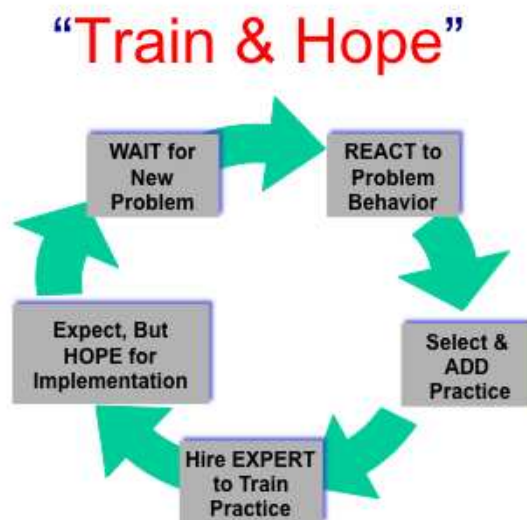 “Train & Hope”
WAIT for
New
Problem
REACT to
Problem
Behavior
Select &
ADD
Practice
Hire EXPERT
to Train
Practice
Expect, But
HOPE for
Implementation